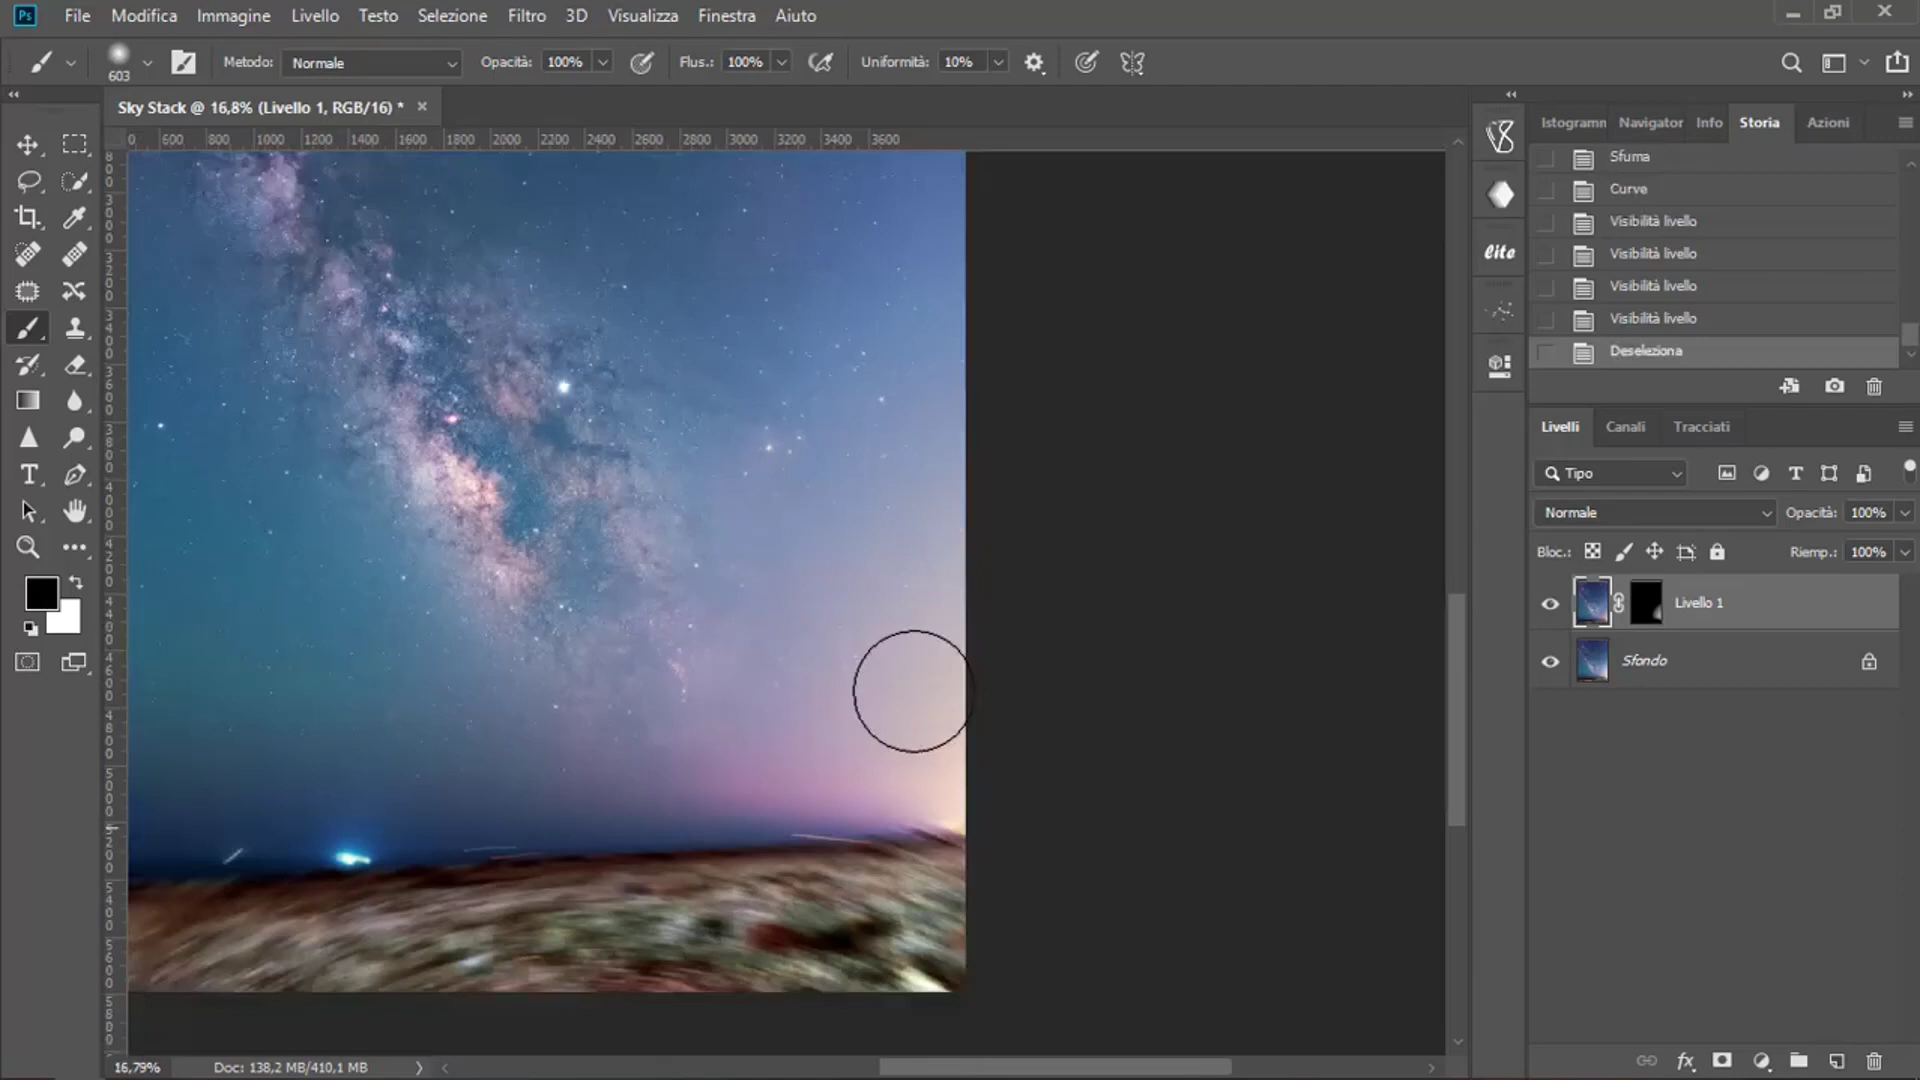 Ps File Modifica Immagine Livello Testo Selezione Filtro 3D Visualizza Finestra Aiuto
603 Metodo: Normale Opacità: 100% Flus.: 100% Uniformità: 10%
Sky Stack @ 16,8% (Livello 1, RGB/16) *
0 600 800 1000 1200 1400 1600 1800 2000 2200 2400 2600 2800 3000 3200 3400 3600
Istogramm Navigator Info Storia Azioni
Sfuma
Curve
Visibilità livello
Visibilità livello
Visibilità livello
Visibilità livello
Deseleziona
lite
Livelli Canali Tracciati
Tipo
Normale Opacità: 100%
Bloc.: Riemp.: 100%
Livello 1
Sfondo
16,79% Doc: 138,2 MB/410,1 MB